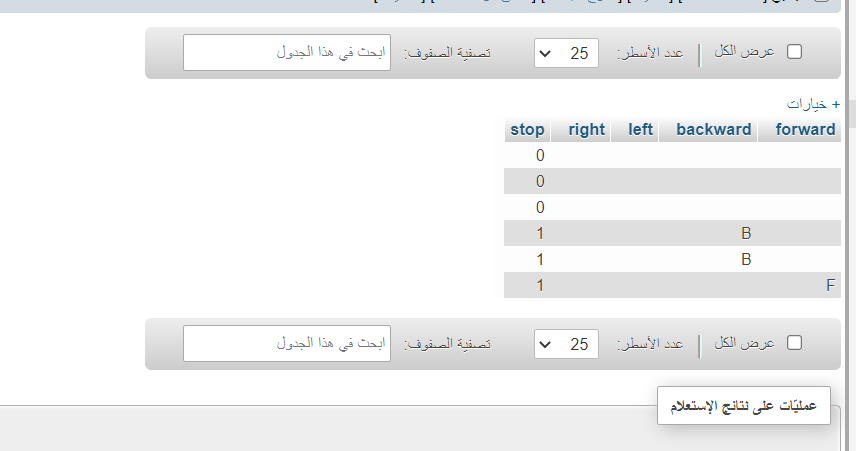 عرض الكل | عدد الأسطر: 25 تصفية الصفوف: ابحث في هذا الجدول
+ خيارات
forward backward left right stop
0
0
0
B 1
B 1
F 1
عرض الكل | عدد الأسطر: 25 تصفية الصفوف: ابحث في هذا الجدول
عمليّات على نتائج الإستعلام